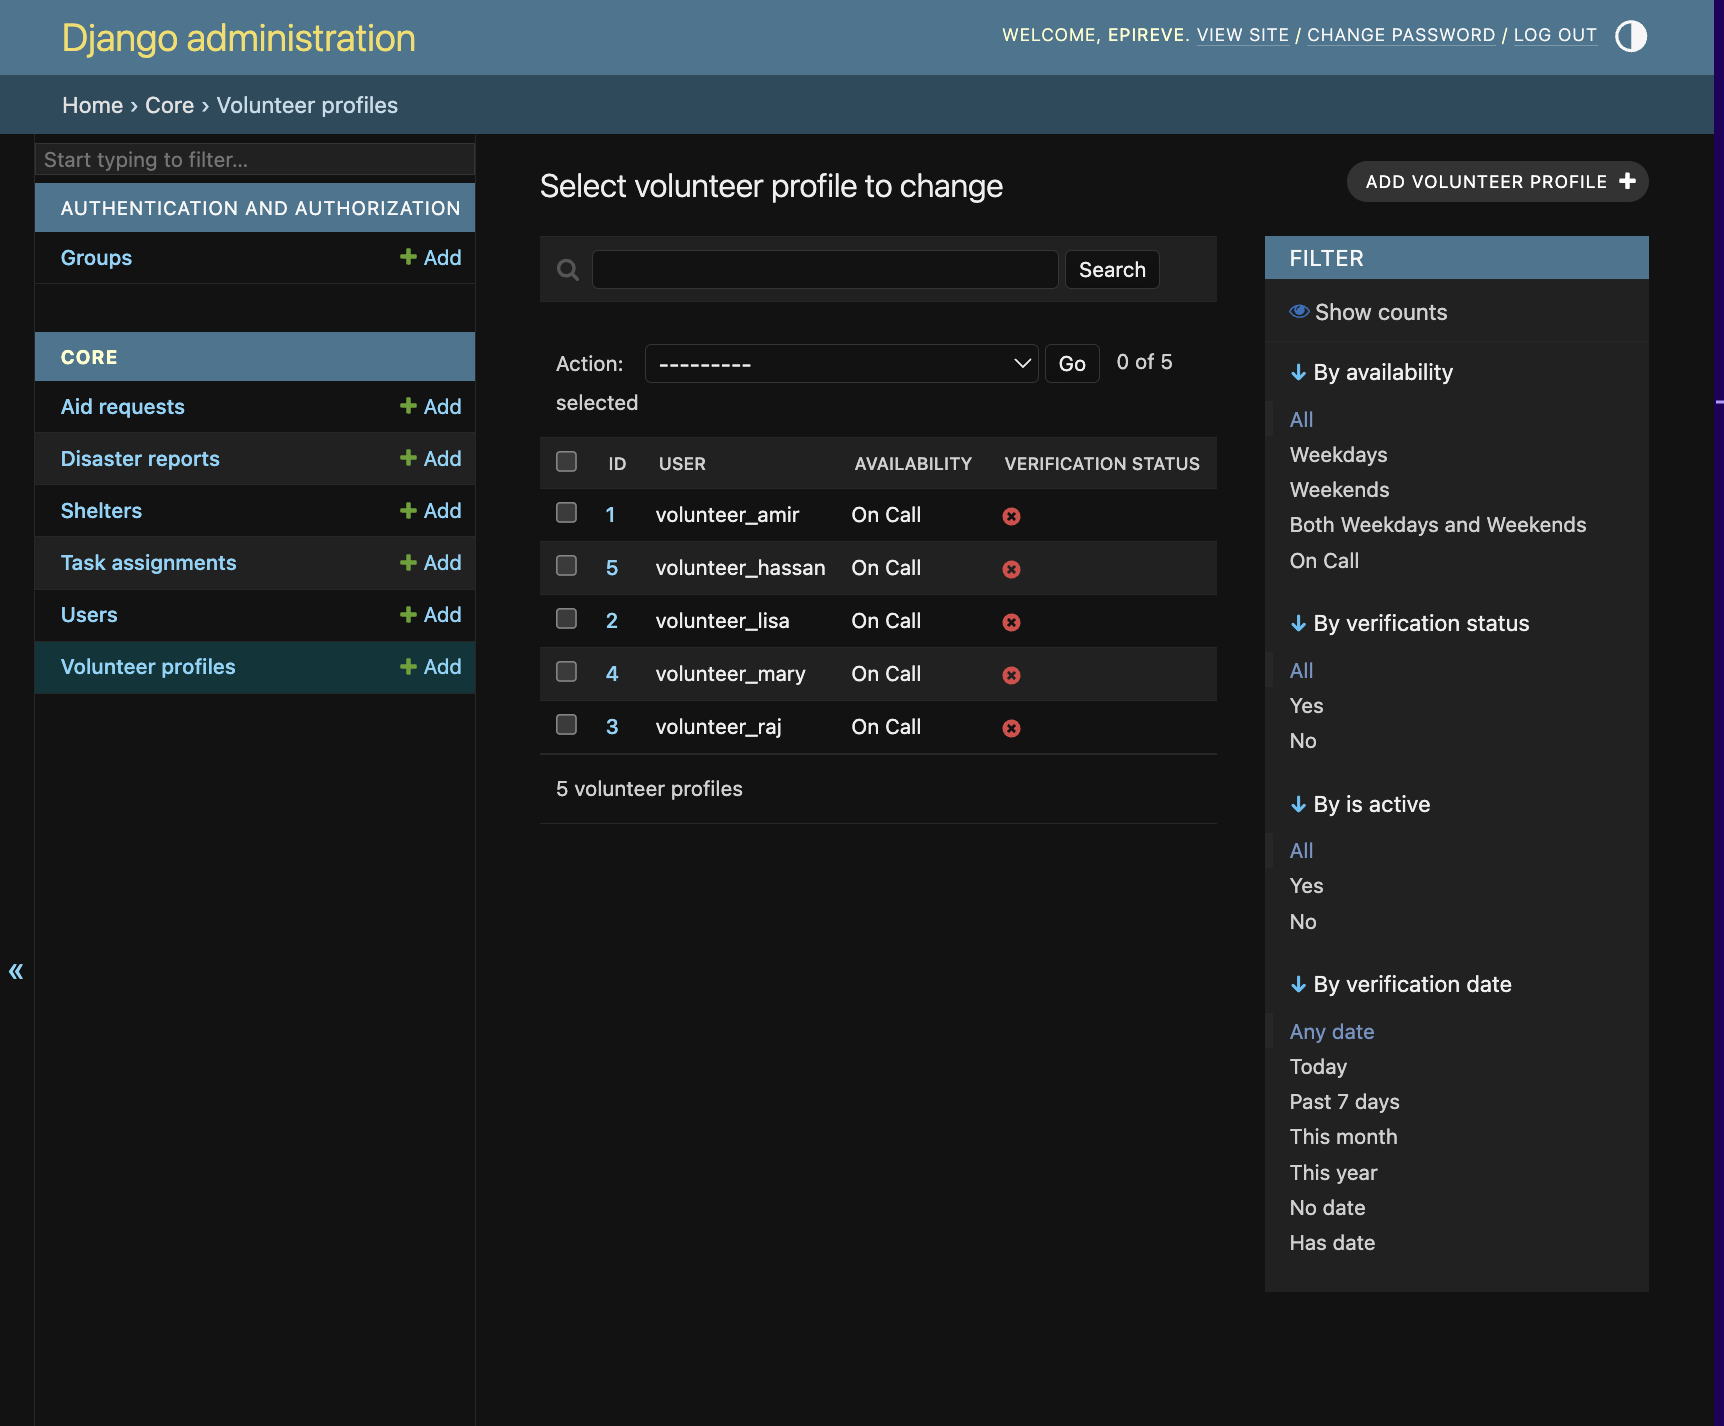 Django administration
WELCOME, EPIREVE. VIEW SITE / CHANGE PASSWORD / LOG OUT
Home › Core › Volunteer profiles
Start typing to filter...
AUTHENTICATION AND AUTHORIZATION
Groups Add
CORE
Aid requests Add
Disaster reports Add
Shelters Add
Task assignments Add
Users Add
Volunteer profiles Add
«
Select volunteer profile to change
ADD VOLUNTEER PROFILE
Search
Action: --------- Go 0 of 5
selected
ID USER AVAILABILITY VERIFICATION STATUS
1 volunteer_amir On Call
5 volunteer_hassan On Call
2 volunteer_lisa On Call
4 volunteer_mary On Call
3 volunteer_raj On Call
5 volunteer profiles
FILTER
Show counts
By availability
All
Weekdays
Weekends
Both Weekdays and Weekends
On Call
By verification status
All
Yes
No
By is active
All
Yes
No
By verification date
Any date
Today
Past 7 days
This month
This year
No date
Has date